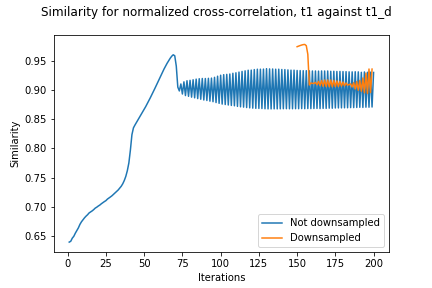 Similarity for normalized cross-correlation, t1 against t1_d
0.95
0.90
0.85
0.80
0.75
0.70
0.65
Similarity
Not downsampled
Downsampled
0 25 50 75 100 125 150 175 200
Iterations